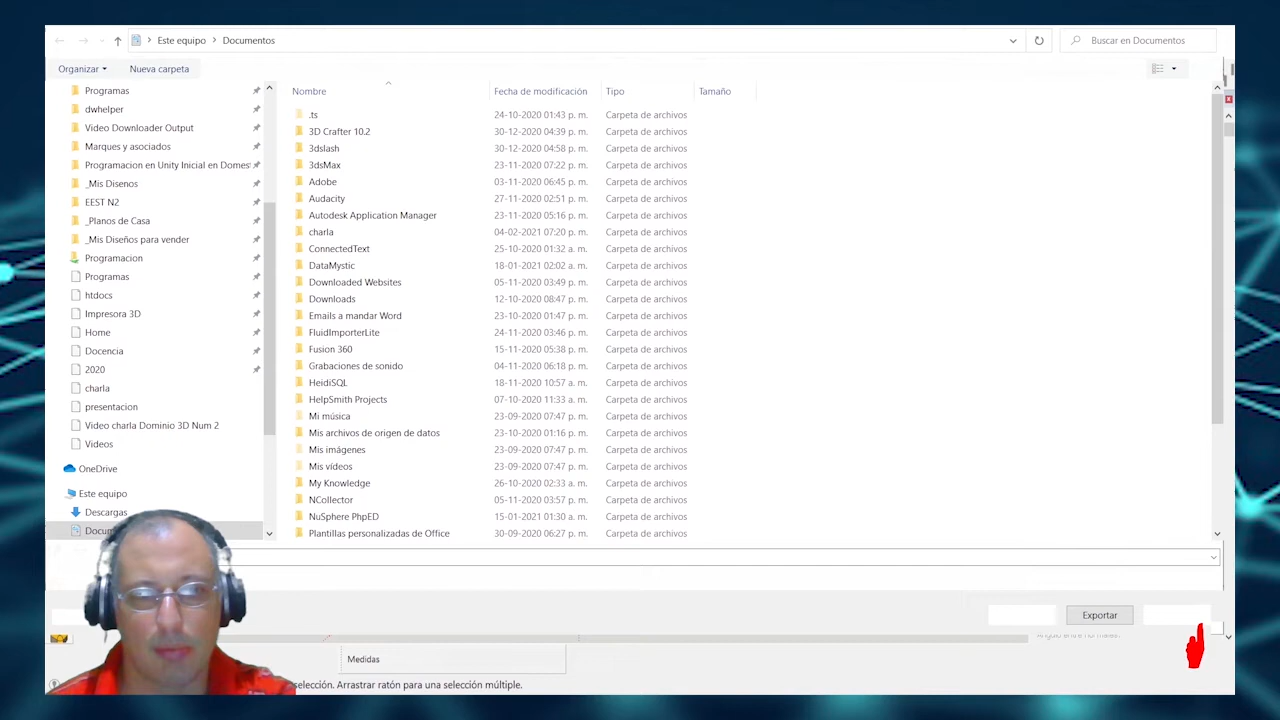 Este equipo > Documentos
Buscar en Documentos
Organizar
Nueva carpeta
Programas
dwhelper
Video Downloader Output
Marques y asociados
Programacion en Unity Inicial en Domes
_Mis Disenos
EEST N2
_Planos de Casa
_Mis Diseños para vender
Programacion
Programas
htdocs
Impresora 3D
Home
Docencia
2020
charla
presentacion
Video charla Dominio 3D Num 2
Videos
OneDrive
Este equipo
Descargas
Docum
Nombre Fecha de modificación Tipo Tamaño
.ts 24-10-2020 01:43 p. m. Carpeta de archivos
3D Crafter 10.2 30-12-2020 04:39 p. m. Carpeta de archivos
3dslash 30-12-2020 04:58 p. m. Carpeta de archivos
3dsMax 23-11-2020 07:22 p. m. Carpeta de archivos
Adobe 03-11-2020 06:45 p. m. Carpeta de archivos
Audacity 27-11-2020 02:51 p. m. Carpeta de archivos
Autodesk Application Manager 23-11-2020 05:16 p. m. Carpeta de archivos
charla 04-02-2021 07:20 p. m. Carpeta de archivos
ConnectedText 25-10-2020 01:32 a. m. Carpeta de archivos
DataMystic 18-01-2021 02:02 a. m. Carpeta de archivos
Downloaded Websites 05-11-2020 03:49 p. m. Carpeta de archivos
Downloads 12-10-2020 08:47 p. m. Carpeta de archivos
Emails a mandar Word 23-10-2020 01:47 p. m. Carpeta de archivos
FluidImporterLite 24-11-2020 03:46 p. m. Carpeta de archivos
Fusion 360 15-11-2020 05:38 p. m. Carpeta de archivos
Grabaciones de sonido 04-11-2020 06:18 p. m. Carpeta de archivos
HeidiSQL 18-11-2020 10:57 a. m. Carpeta de archivos
HelpSmith Projects 07-10-2020 11:33 a. m. Carpeta de archivos
Mi música 23-09-2020 07:47 p. m. Carpeta de archivos
Mis archivos de origen de datos 23-10-2020 01:16 p. m. Carpeta de archivos
Mis imágenes 23-09-2020 07:47 p. m. Carpeta de archivos
Mis vídeos 23-09-2020 07:47 p. m. Carpeta de archivos
My Knowledge 26-10-2020 02:33 a. m. Carpeta de archivos
NCollector 05-11-2020 03:57 p. m. Carpeta de archivos
NuSphere PhpED 15-01-2021 01:30 a. m. Carpeta de archivos
Plantillas personalizadas de Office 30-09-2020 06:27 p. m. Carpeta de archivos
Exportar
Medidas
selección. Arrastrar ratón para una selección múltiple.